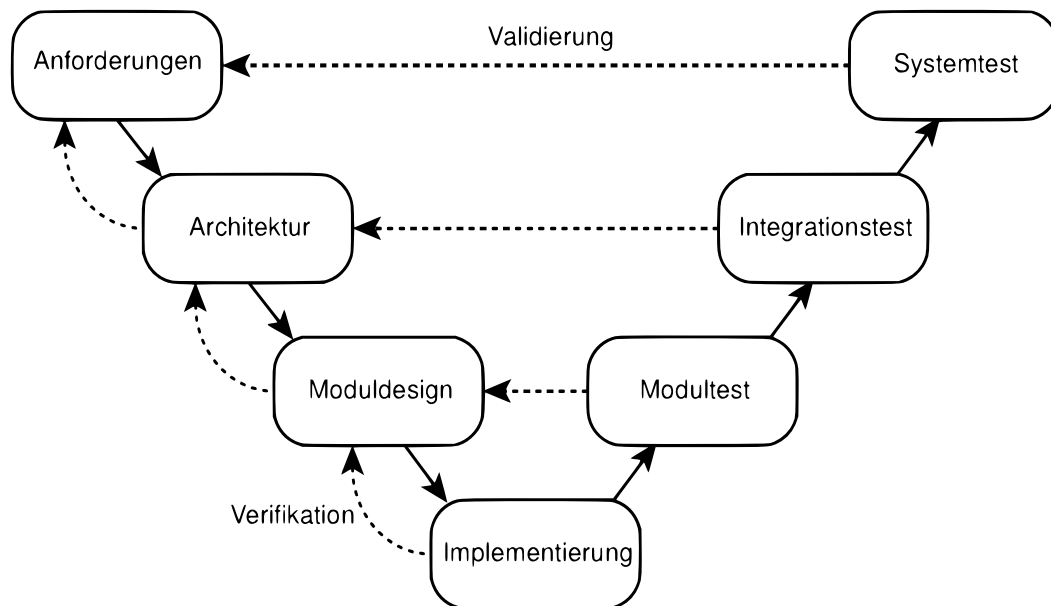 Validierung
Anforderungen
Systemtest
Architektur
Integrationstest
Moduldesign
Modultest
Verifikation
Implementierung